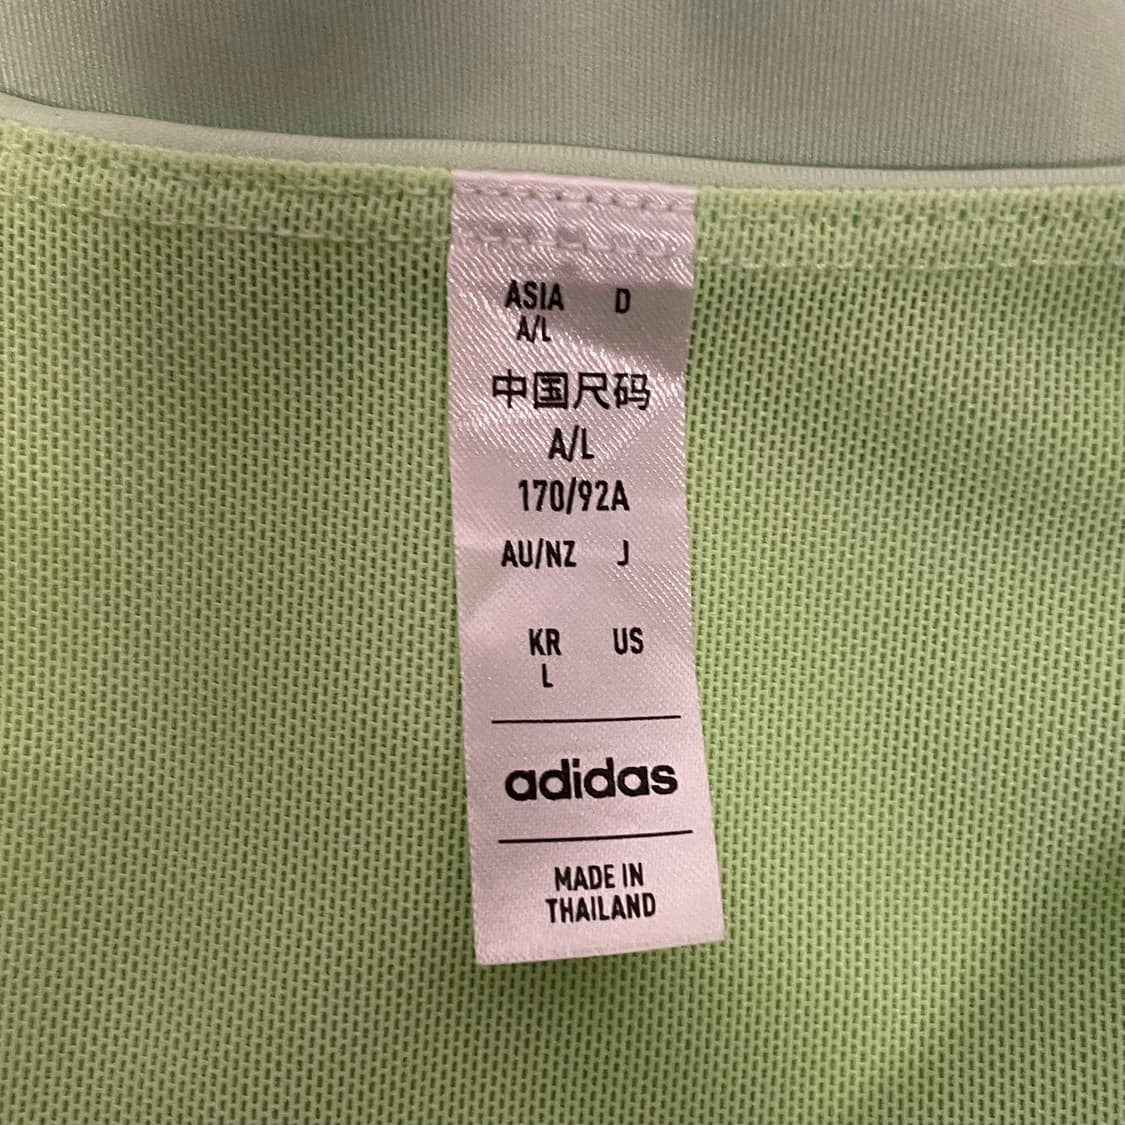 ASIA D
A/L
中国尺码
A/L
170/92A
AU/NZ J
KR US
L
adidas
MADE IN
THAILAND